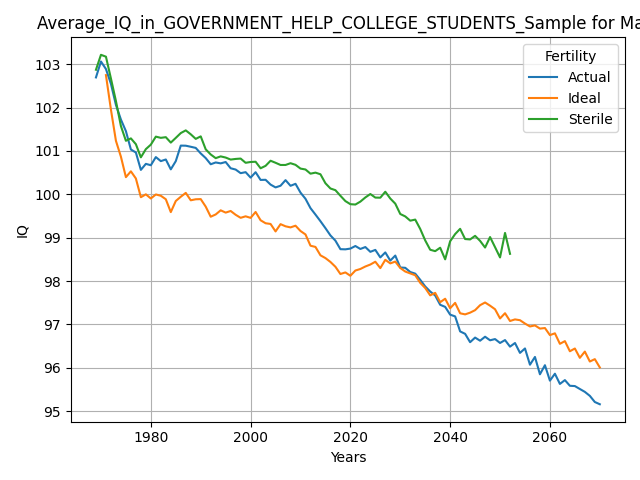 Average_IQ_in_GOVERNMENT_HELP_COLLEGE_STUDENTS_Sample for Ma
Fertility
Actual
Ideal
Sterile
IQ
103
102
101
100
99
98
97
96
95
1980 2000 2020 2040 2060
Years